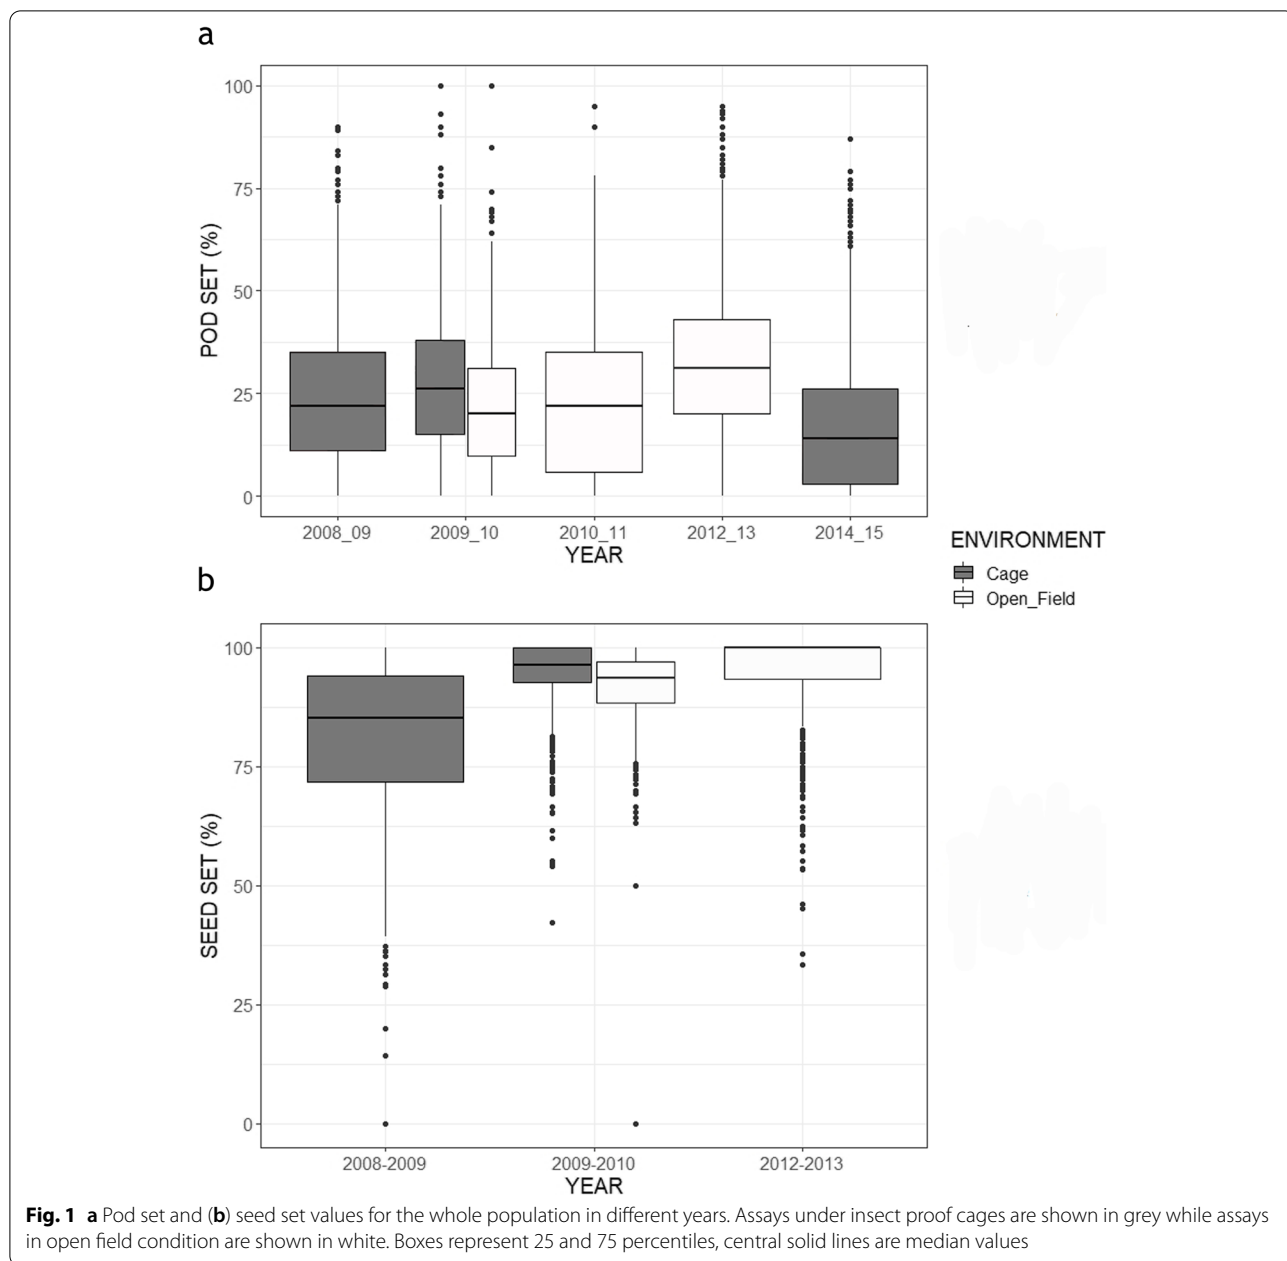 a
100
75
50
25
0
POD SET (%)
2008_09 2009_10 2010_11 2012_13 2014_15
YEAR
ENVIRONMENT
Cage
Open_Field
b
100
75
50
25
0
SEED SET (%)
2008-2009 2009-2010 2012-2013
YEAR
Fig. 1 a Pod set and (b) seed set values for the whole population in different years. Assays under insect proof cages are shown in grey while assays
in open field condition are shown in white. Boxes represent 25 and 75 percentiles, central solid lines are median values